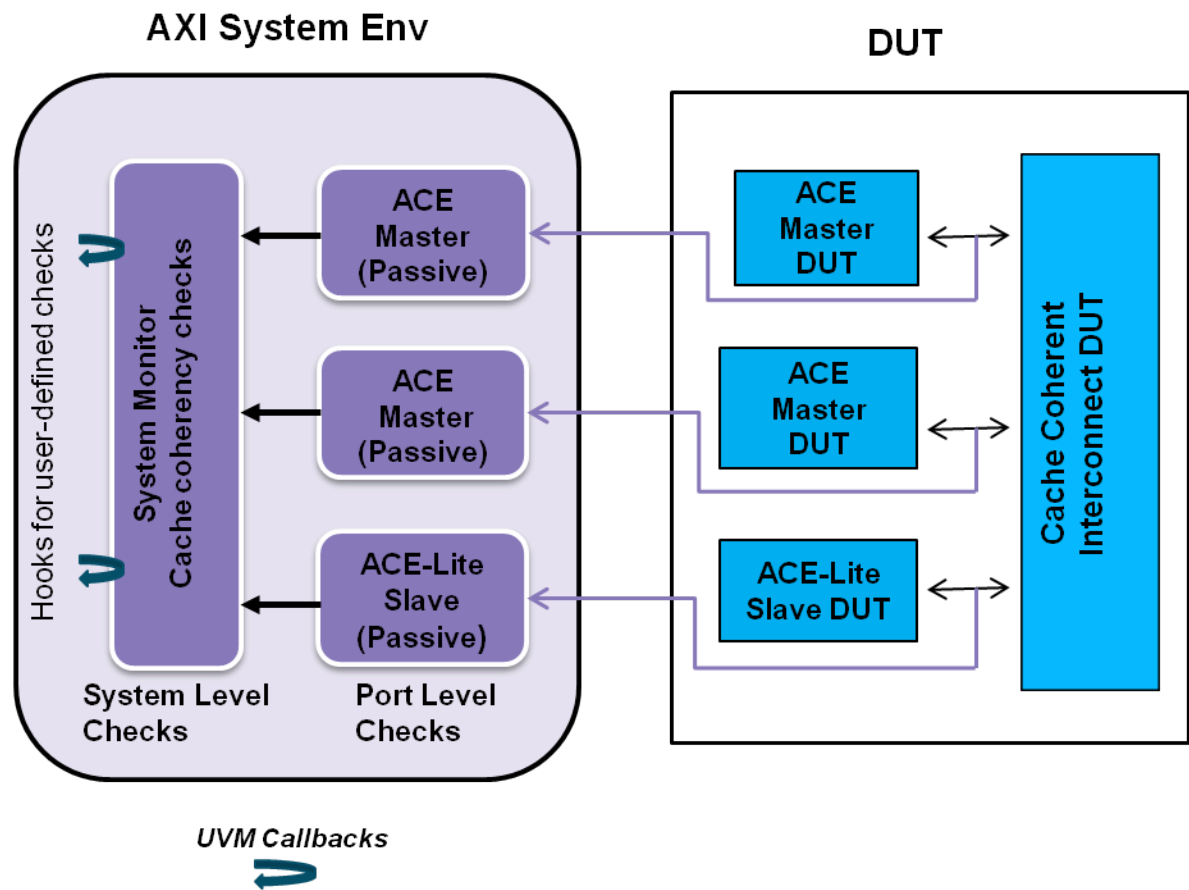 AXI System Env
DUT
Hooks for user-defined checks
System Monitor
Cache coherency checks
ACE
Master
(Passive)
ACE
Master
(Passive)
ACE-Lite
Slave
(Passive)
System Level
Checks
Port Level
Checks
ACE
Master
DUT
ACE
Master
DUT
ACE-Lite
Slave DUT
Cache Coherent
Interconnect DUT
UVM Callbacks